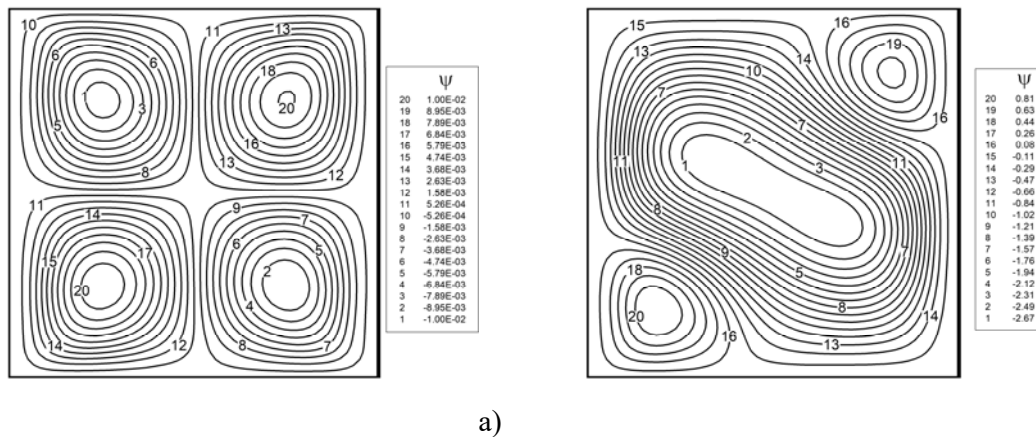 10 11 13 15 16
6 6 18 13 14 19
1 3 20 10
5 16 7 7 16
8 13 12 2
11 9 1 3 11
14 7 11
17 6 5 8
15 2 9 7
20 4 18 5
14 12 8 7 20 8 14
16 13
Ψ
20 1.00E-02
19 8.95E-03
18 7.89E-03
17 6.84E-03
16 5.79E-03
15 4.74E-03
14 3.68E-03
13 2.63E-03
12 1.58E-03
11 5.26E-04
10 -5.26E-04
9 -1.58E-03
8 -2.63E-03
7 -3.68E-03
6 -4.74E-03
5 -5.79E-03
4 -6.84E-03
3 -7.89E-03
2 -8.95E-03
1 -1.00E-02
Ψ
20 0.81
19 0.63
18 0.44
17 0.26
16 0.08
15 -0.11
14 -0.29
13 -0.47
12 -0.66
11 -0.84
10 -1.02
9 -1.21
8 -1.39
7 -1.57
6 -1.76
5 -1.94
4 -2.12
3 -2.31
2 -2.49
1 -2.67
a)